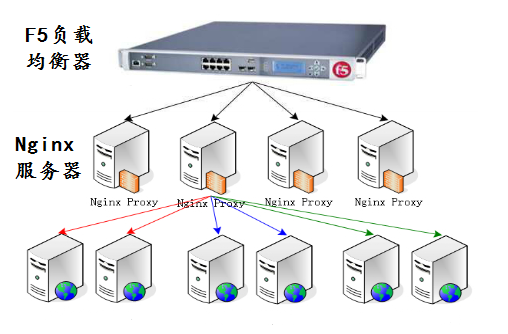 F5负载
均衡器
f5
Nginx
服务器
Nginx Proxy
Nginx Proxy
Nginx Proxy
Nginx Proxy